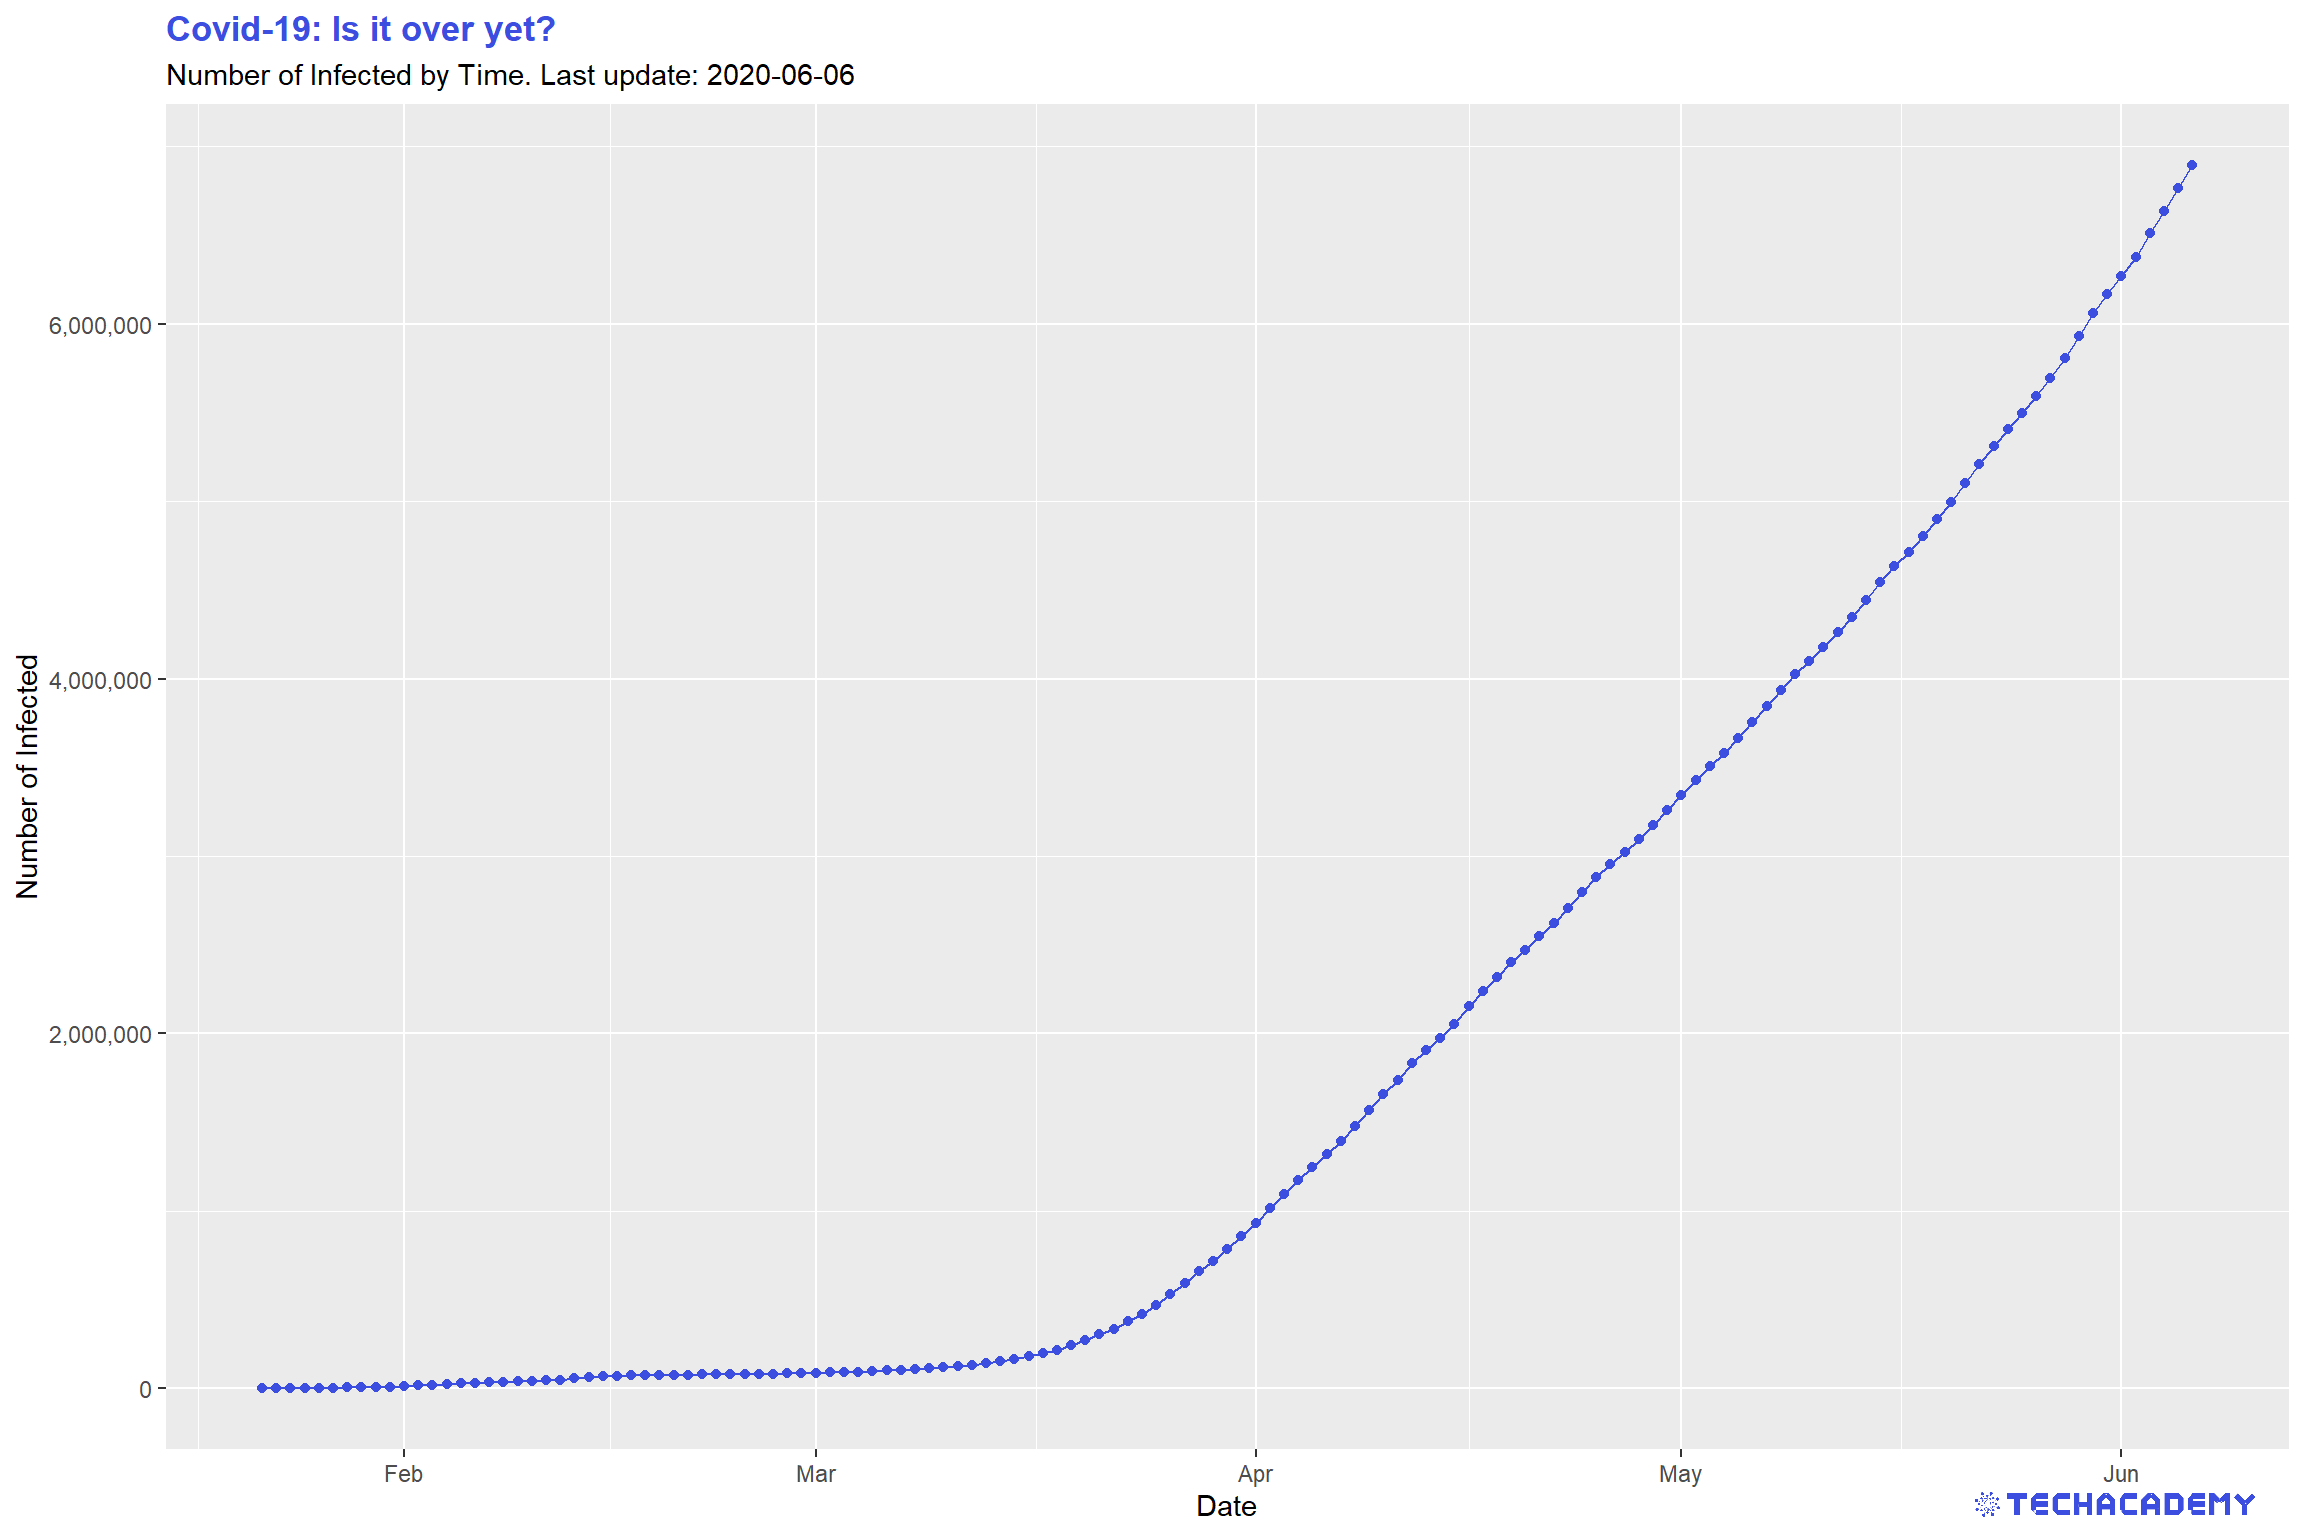 Covid-19: Is it over yet?
Number of Infected by Time. Last update: 2020-06-06
6,000,000
4,000,000
2,000,000
0
Number of Infected
Feb Mar Apr May Jun
Date
TECHACADEMY